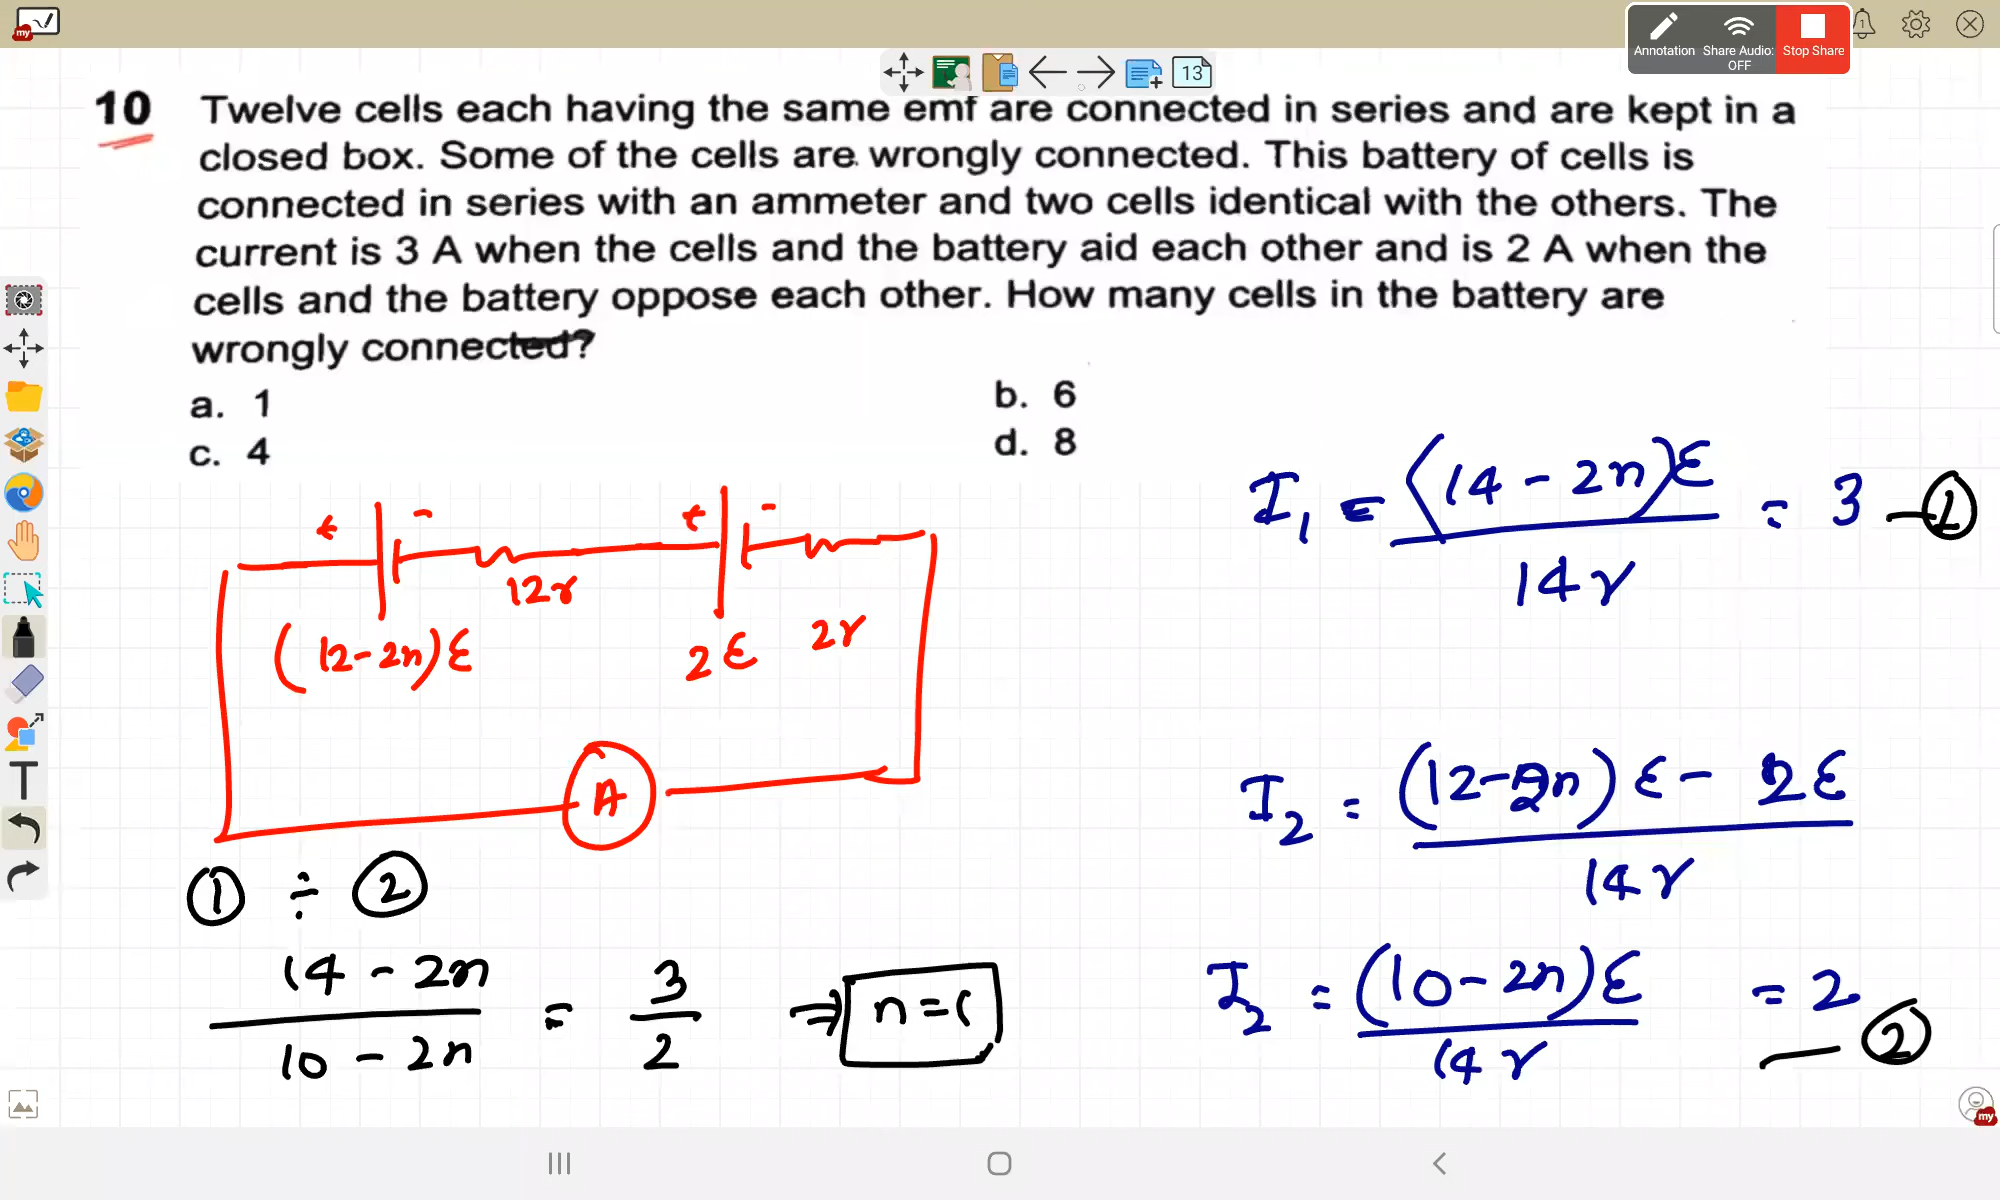 my
Annotation Share Audio: OFF Stop Share
1
13
10 Twelve cells each having the same emf are connected in series and are kept in a
closed box. Some of the cells are wrongly connected. This battery of cells is
connected in series with an ammeter and two cells identical with the others. The
current is 3 A when the cells and the battery aid each other and is 2 A when the
cells and the battery oppose each other. How many cells in the battery are
wrongly connected?
a. 1
b. 6
c. 4
d. 8
+ - 12r + -
(12-2n)ε 2ε 2r
A
① ÷ ②
14 - 2n / 10 - 2n = 3/2 ⇒ n=1
I₁ = (14-2n)ε / 14r = 3 -①
I₂ = (12-2n)ε - 2ε / 14r
I₂ = (10-2n)ε / 14r = 2 -②
T
my